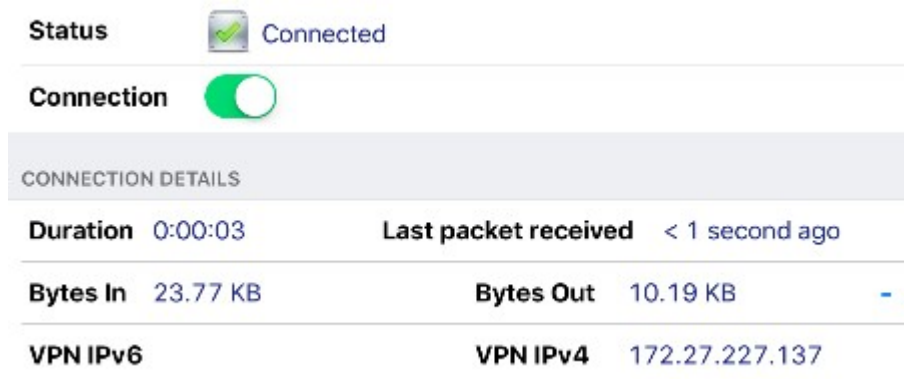 Status Connected
Connection
CONNECTION DETAILS
Duration 0:00:03 Last packet received < 1 second ago
Bytes In 23.77 KB Bytes Out 10.19 KB -
VPN IPv6 VPN IPv4 172.27.227.137